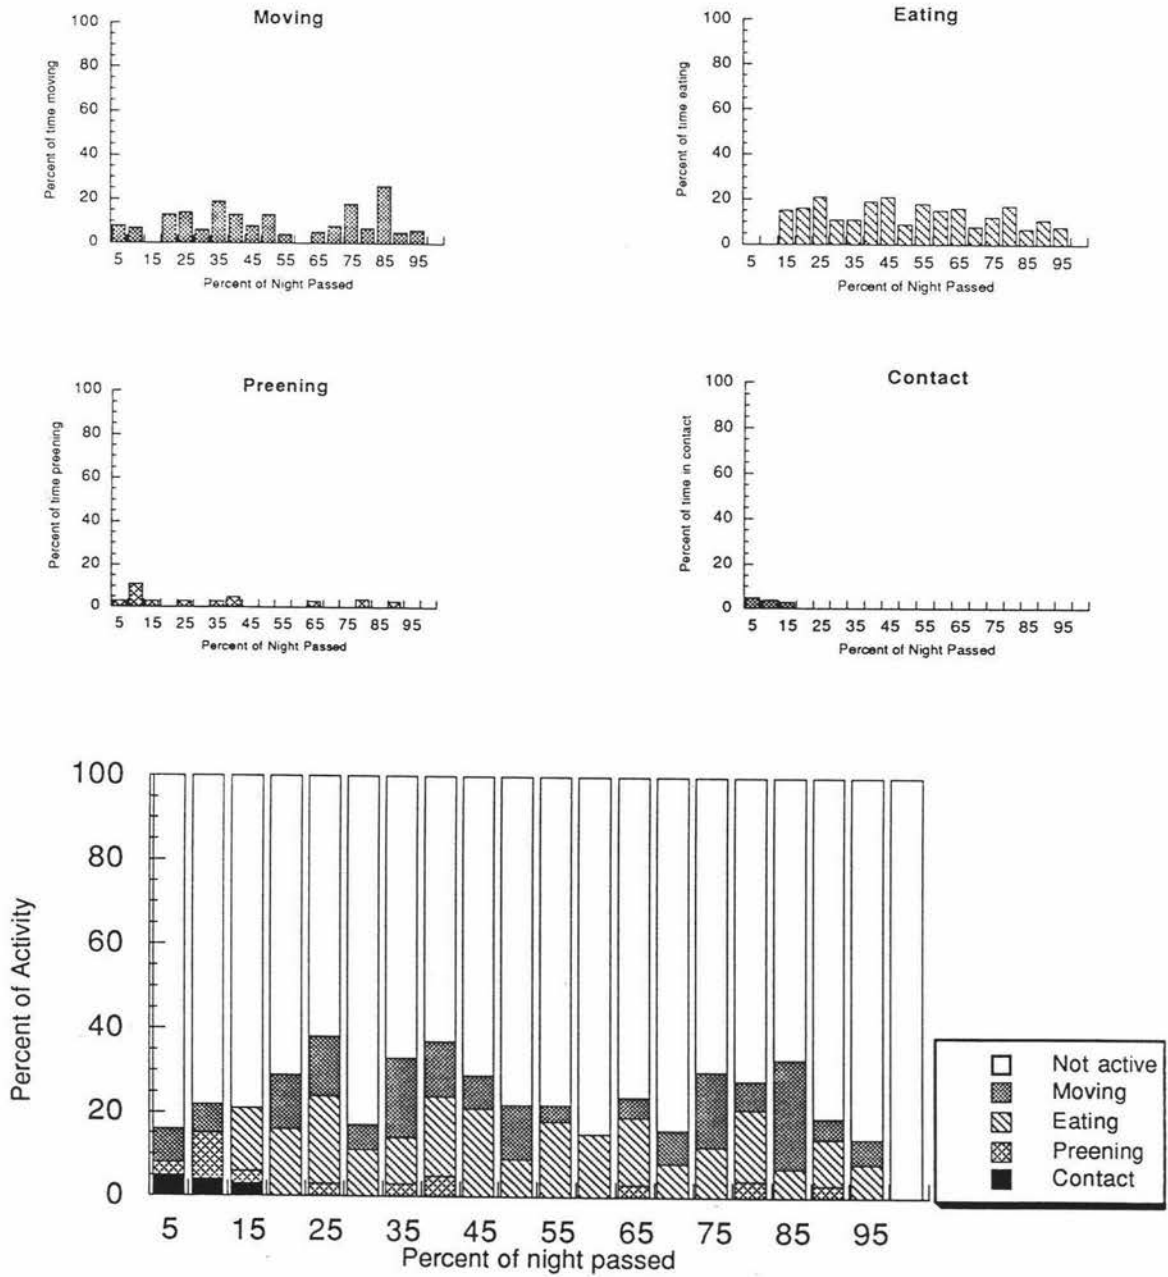 Moving
Percent of time moving
100
80
60
40
20
0
5 15 25 35 45 55 65 75 85 95
Percent of Night Passed
Eating
Percent of time eating
100
80
60
40
20
0
5 15 25 35 45 55 65 75 85 95
Percent of Night Passed
Preening
Percent of time preening
100
80
60
40
20
0
5 15 25 35 45 55 65 75 85 95
Percent of Night Passed
Contact
Percent of time in contact
100
80
60
40
20
0
5 15 25 35 45 55 65 75 85 95
Percent of Night Passed
Percent of Activity
100
80
60
40
20
0
5 15 25 35 45 55 65 75 85 95
Percent of night passed
Not active
Moving
Eating
Preening
Contact